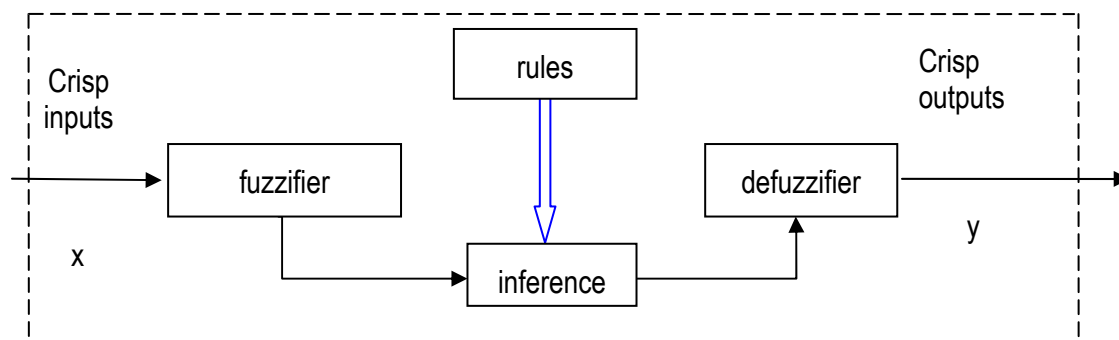 rules
Crisp
inputs
Crisp
outputs
fuzzifier
defuzzifier
x
y
inference